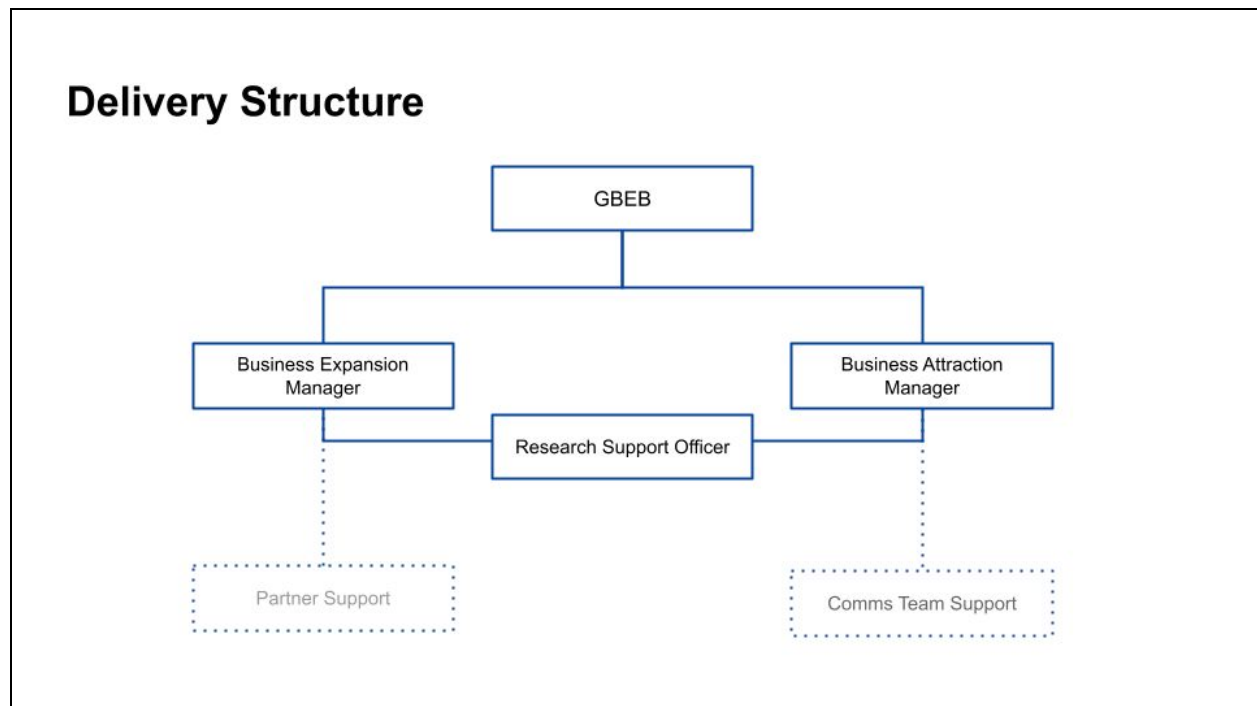 Delivery Structure
GBEB
Business Expansion
Manager
Business Attraction
Manager
Research Support Officer
Partner Support
Comms Team Support